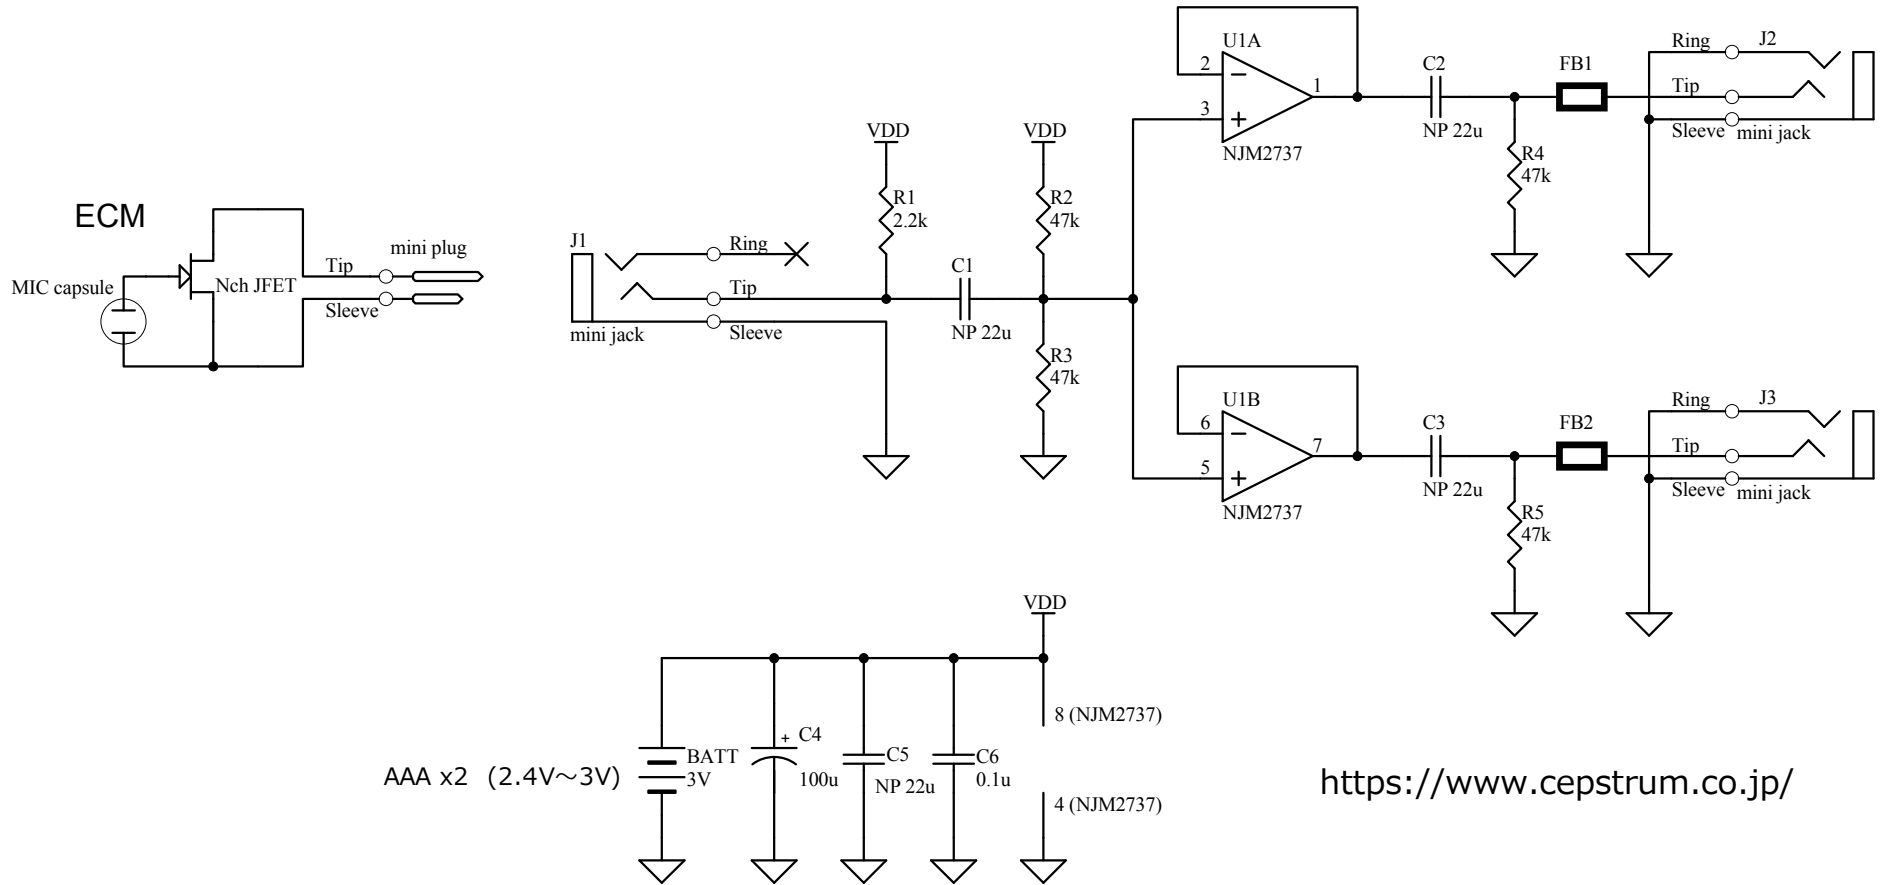 ECM
MIC capsule
Nch JFET
Tip
Sleeve
mini plug
J1
mini jack
Ring
Tip
Sleeve
VDD
R1
2.2k
C1
NP 22u
VDD
R2
47k
R3
47k
U1A
2
3
1
NJM2737
C2
NP 22u
R4
47k
FB1
Ring
J2
Tip
Sleeve
mini jack
U1B
6
5
7
NJM2737
C3
NP 22u
R5
47k
FB2
Ring
J3
Tip
Sleeve
mini jack
VDD
AAA x2 (2.4V～3V)
BATT
3V
+
C4
100u
C5
NP 22u
C6
0.1u
8 (NJM2737)
4 (NJM2737)
https://www.cepstrum.co.jp/